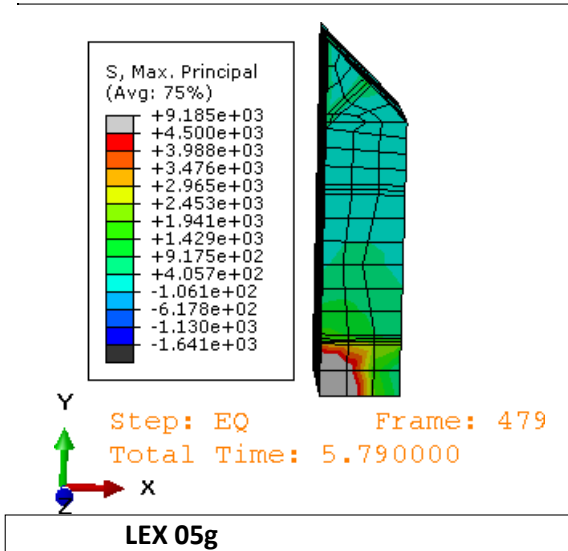 S, Max. Principal
(Avg: 75%)
+9.185e+03
+4.500e+03
+3.988e+03
+3.476e+03
+2.965e+03
+2.453e+03
+1.941e+03
+1.429e+03
+9.175e+02
+4.057e+02
-1.061e+02
-6.178e+02
-1.130e+03
-1.641e+03
Y
Step: EQ Frame: 479
Total Time: 5.790000
X
Z
LEX 05g